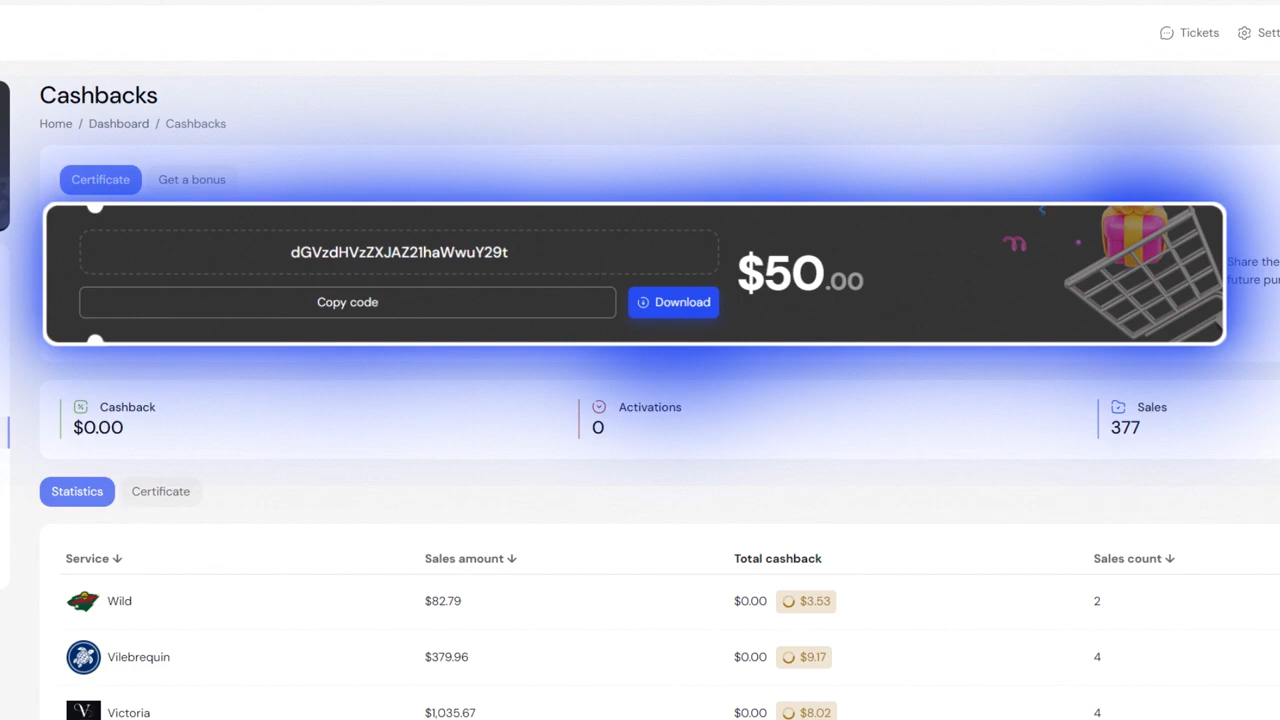 Tickets Sett
Cashbacks
Home / Dashboard / Cashbacks
Certificate Get a bonus
dGVzdHVzZXJAZ21haWwuY29t
Copy code Download
$50.00
Share the
future pur
Cashback Activations Sales
$0.00 0 377
Statistics Certificate
Service ↓ Sales amount ↓ Total cashback Sales count ↓
Wild $82.79 $0.00 $3.53 2
Vilebrequin $379.96 $0.00 $9.17 4
V Victoria $1,035.67 $0.00 $8.02 4